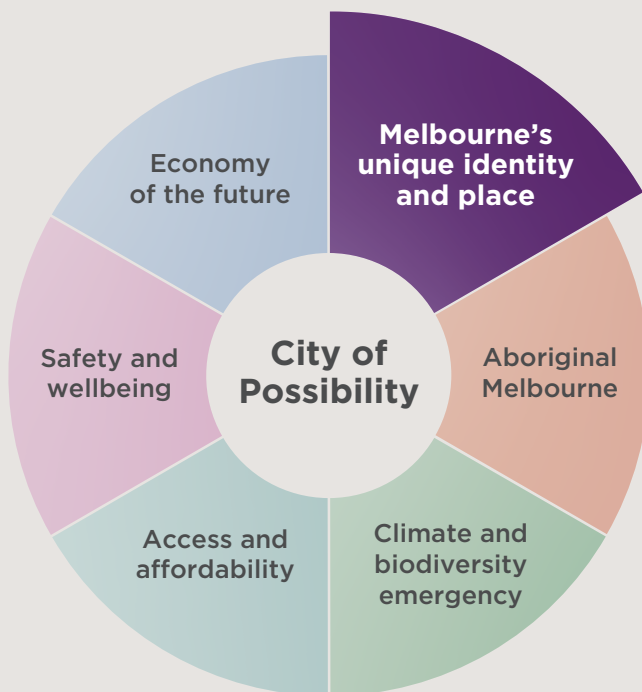 Melbourne's
unique identity
and place
Economy
of the future
Aboriginal
Melbourne
Safety and
wellbeing
City of
Possibility
Climate and
biodiversity
emergency
Access and
affordability